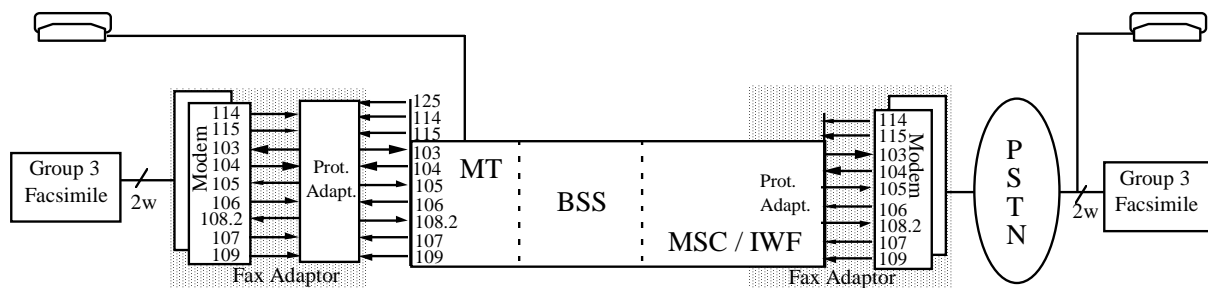 Group 3
Facsimile
2w
Modem
114
115
103
104
105
106
108.2
107
109
Prot.
Adapt.
Fax Adaptor
125
114
115
103
104
105
106
108.2
107
109
MT
BSS
MSC / IWF
Prot.
Adapt.
Fax Adaptor
114
115
103
104
105
106
108.2
107
109
Modem
PSTN
2w
Group 3
Facsimile